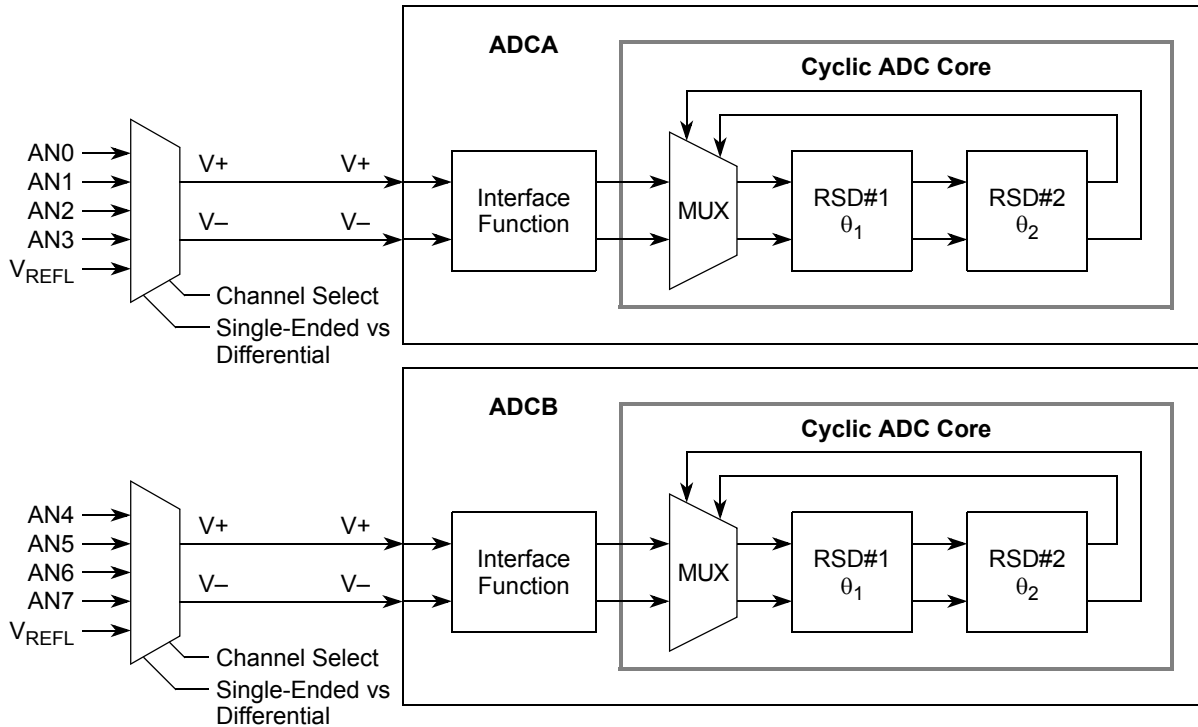 ADCA
Cyclic ADC Core
AN0
AN1
AN2
AN3
VREFL
V+
V–
V+
V–
Interface
Function
MUX
RSD#1
θ1
RSD#2
θ2
Channel Select
Single-Ended vs
Differential
ADCB
Cyclic ADC Core
AN4
AN5
AN6
AN7
VREFL
V+
V–
V+
V–
Interface
Function
MUX
RSD#1
θ1
RSD#2
θ2
Channel Select
Single-Ended vs
Differential